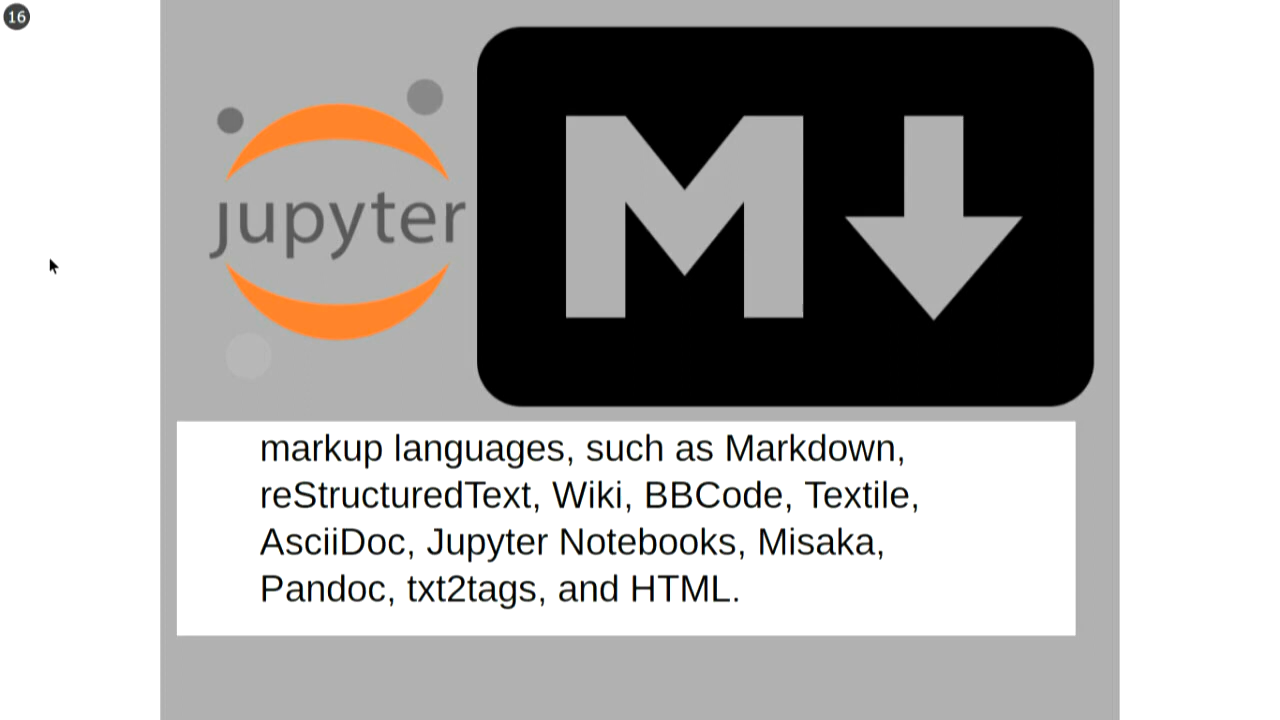 16
jupyter
M
markup languages, such as Markdown,
reStructuredText, Wiki, BBCode, Textile,
AsciiDoc, Jupyter Notebooks, Misaka,
Pandoc, txt2tags, and HTML.